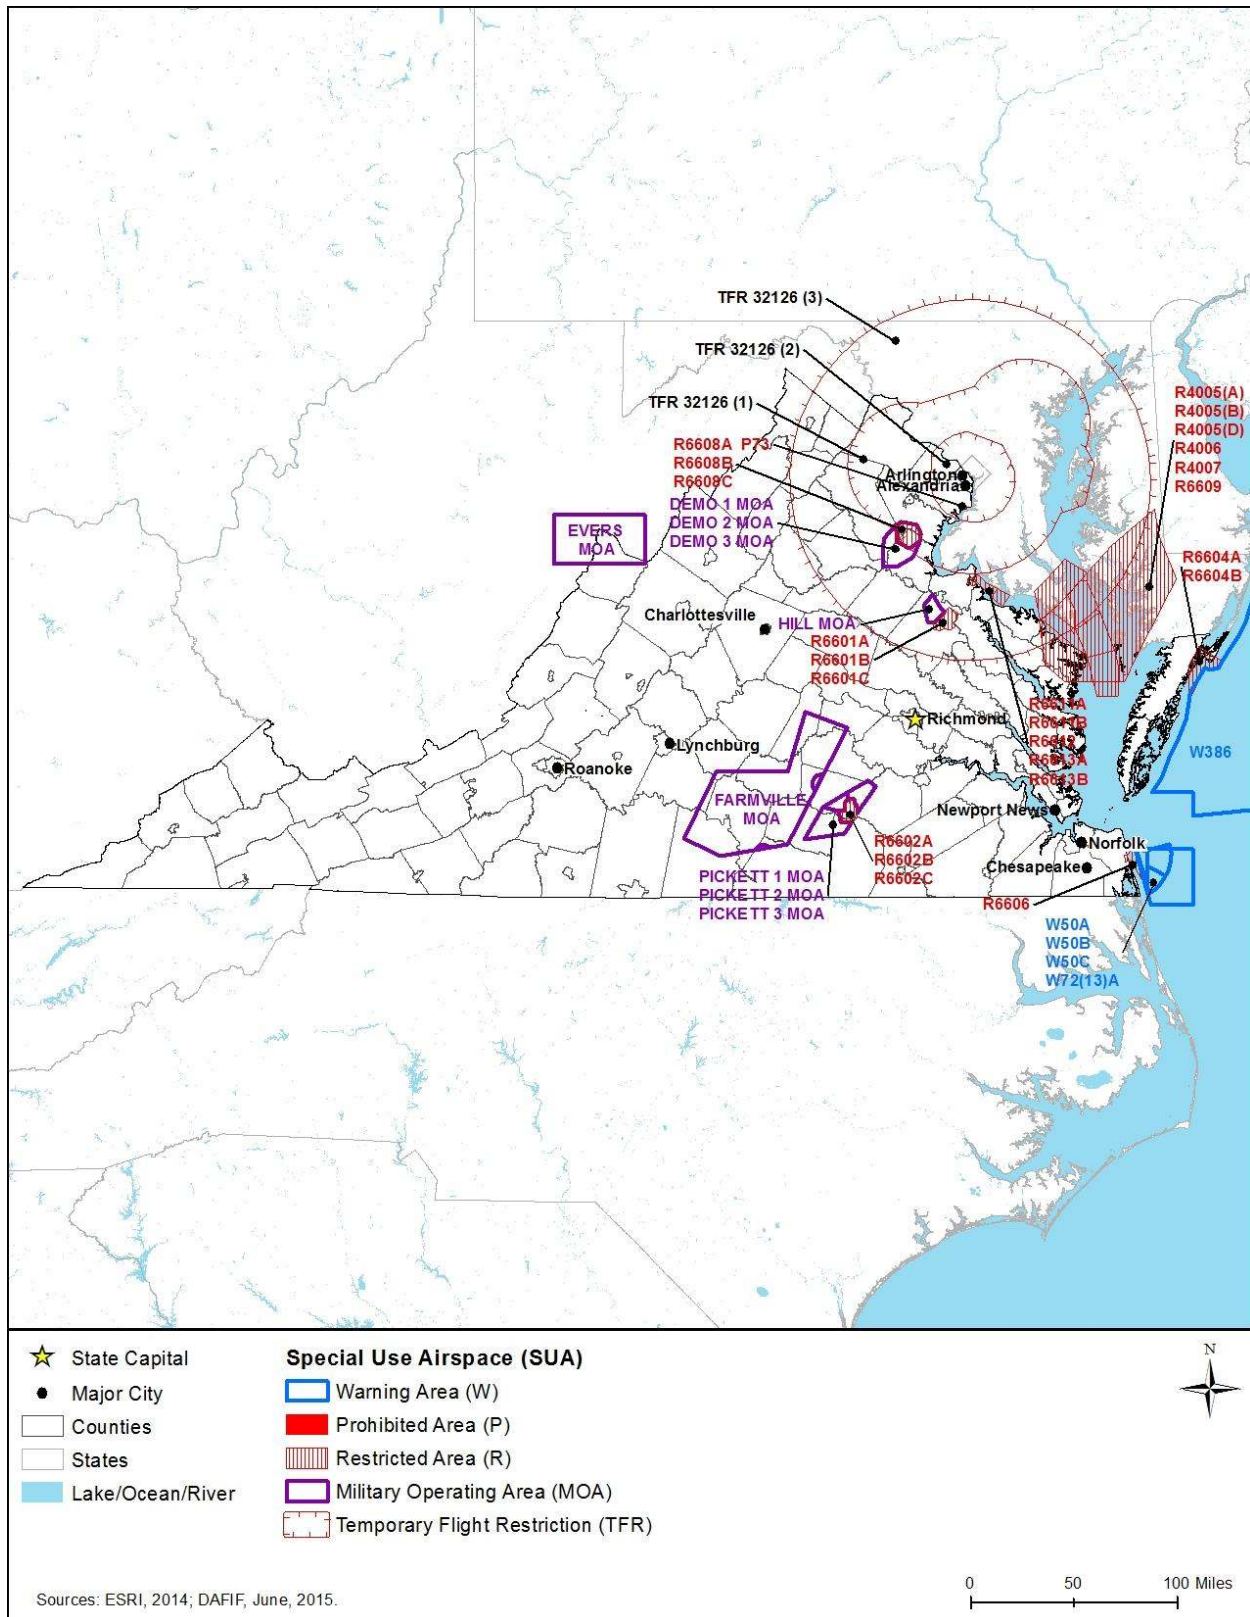 TFR 32126 (3)
TFR 32126 (2)
TFR 32126 (1)
R4005(A)
R4005(B)
R4005(D)
R4006
R4007
R6609
R6608A P73
R6608B
R6608C
Arlington
Alexandria
DEMO 1 MOA
DEMO 2 MOA
DEMO 3 MOA
EVERS
MOA
R6604A
R6604B
Charlottesville
HILL MOA
R6601A
R6601B
R6601C
R6611A
R6611B
R6612
R6613A
R6613B
Richmond
W386
Lynchburg
Roanoke
FARMVILLE
MOA
Newport News
R6602A
R6602B
R6602C
Norfolk
Chesapeake
PICKETT 1 MOA
PICKETT 2 MOA
PICKETT 3 MOA
R6606
W50A
W50B
W50C
W72(13)A
State Capital
Major City
Counties
States
Lake/Ocean/River
Special Use Airspace (SUA)
Warning Area (W)
Prohibited Area (P)
Restricted Area (R)
Military Operating Area (MOA)
Temporary Flight Restriction (TFR)
N
0 50 100 Miles
Sources: ESRI, 2014; DAFIF, June, 2015.